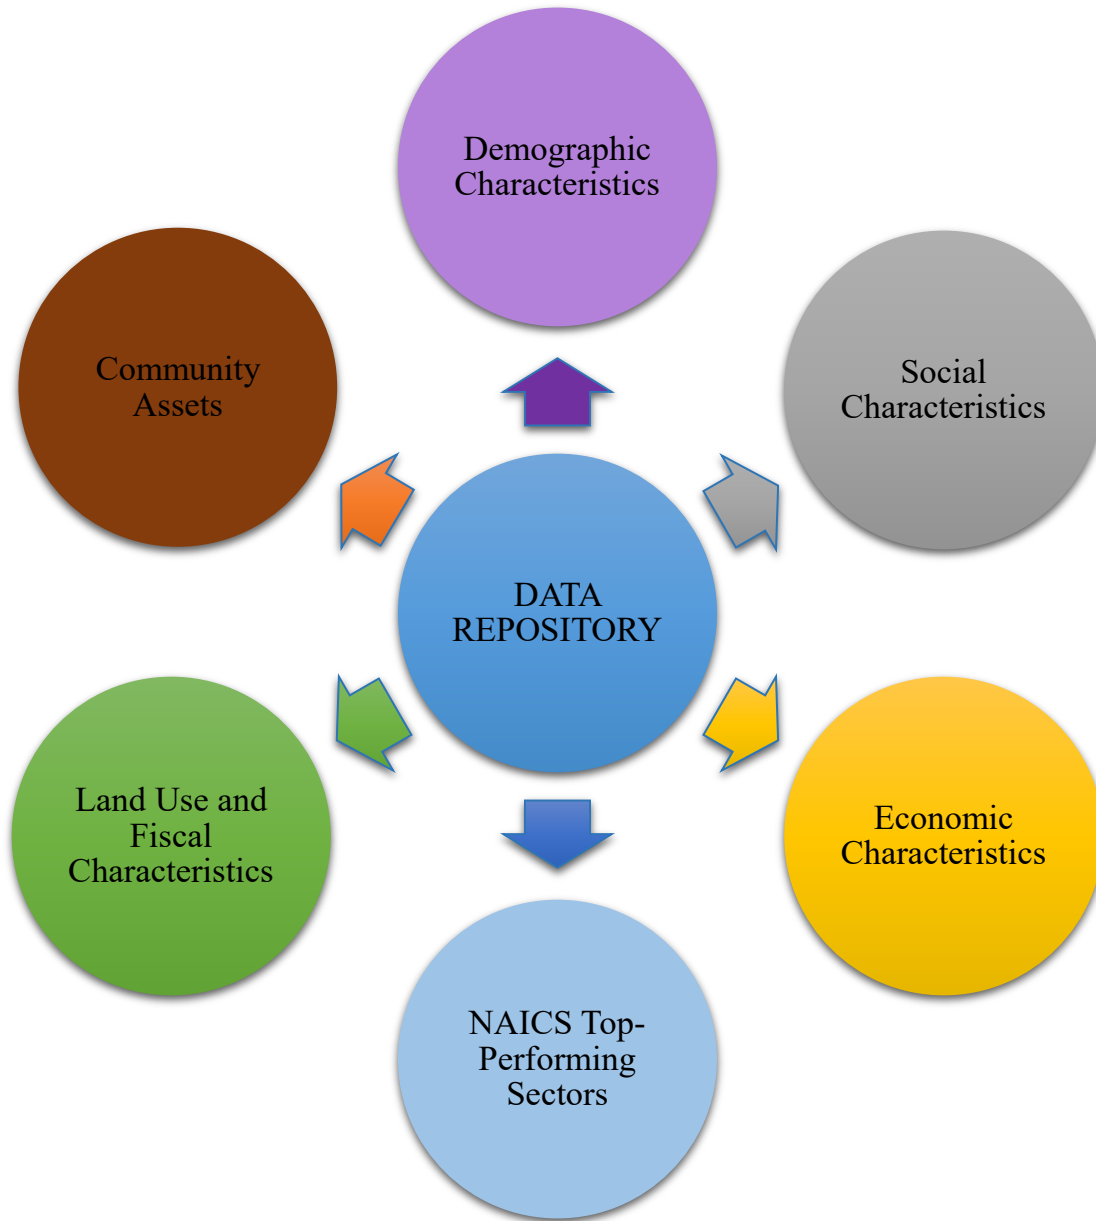 Demographic
Characteristics
Community
Assets
Social
Characteristics
DATA
REPOSITORY
Land Use and
Fiscal
Characteristics
Economic
Characteristics
NAICS Top-
Performing
Sectors